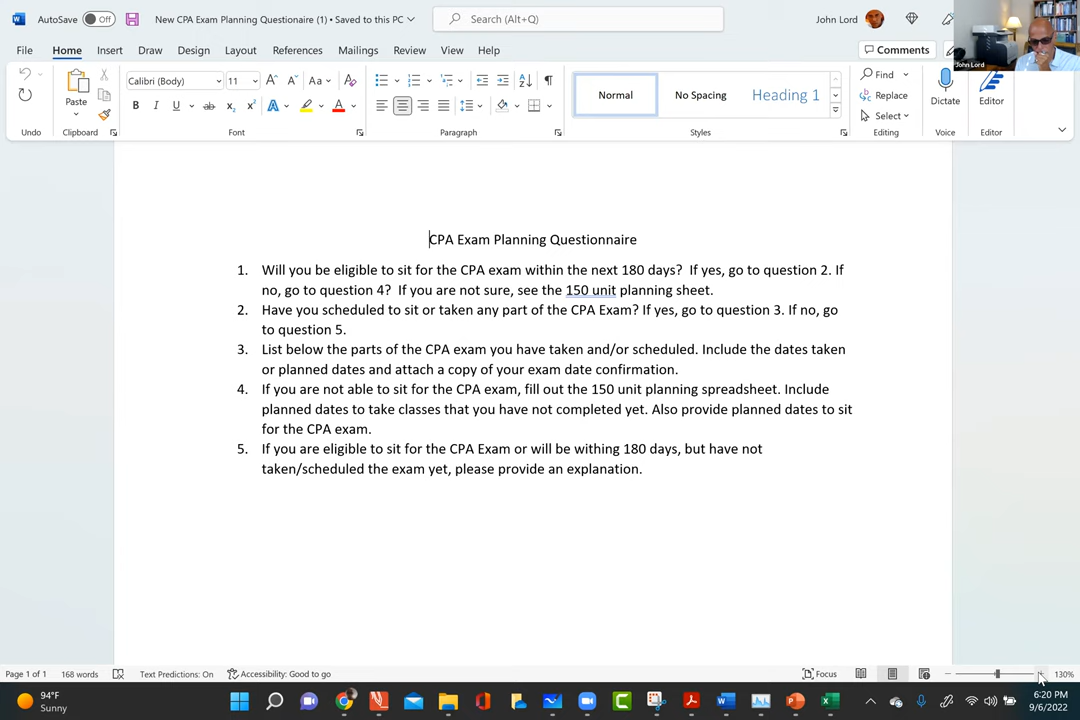 AutoSave Off New CPA Exam Planning Questionaire (1) • Saved to this PC Search (Alt+Q) John Lord
File Home Insert Draw Design Layout References Mailings Review View Help Comments John Lord
Paste Calibri (Body) 11 Aa Normal No Spacing Heading 1 Find Replace Select Dictate Editor
B I U ab x₂ x² A A
Undo Clipboard Font Paragraph Styles Editing Voice Editor
CPA Exam Planning Questionnaire
1. Will you be eligible to sit for the CPA exam within the next 180 days? If yes, go to question 2. If
no, go to question 4? If you are not sure, see the 150 unit planning sheet.
2. Have you scheduled to sit or taken any part of the CPA Exam? If yes, go to question 3. If no, go
to question 5.
3. List below the parts of the CPA exam you have taken and/or scheduled. Include the dates taken
or planned dates and attach a copy of your exam date confirmation.
4. If you are not able to sit for the CPA exam, fill out the 150 unit planning spreadsheet. Include
planned dates to take classes that you have not completed yet. Also provide planned dates to sit
for the CPA exam.
5. If you are eligible to sit for the CPA Exam or will be withing 180 days, but have not
taken/scheduled the exam yet, please provide an explanation.
Page 1 of 1 168 words Text Predictions: On Accessibility: Good to go Focus 130%
94°F
Sunny
6:20 PM
9/6/2022